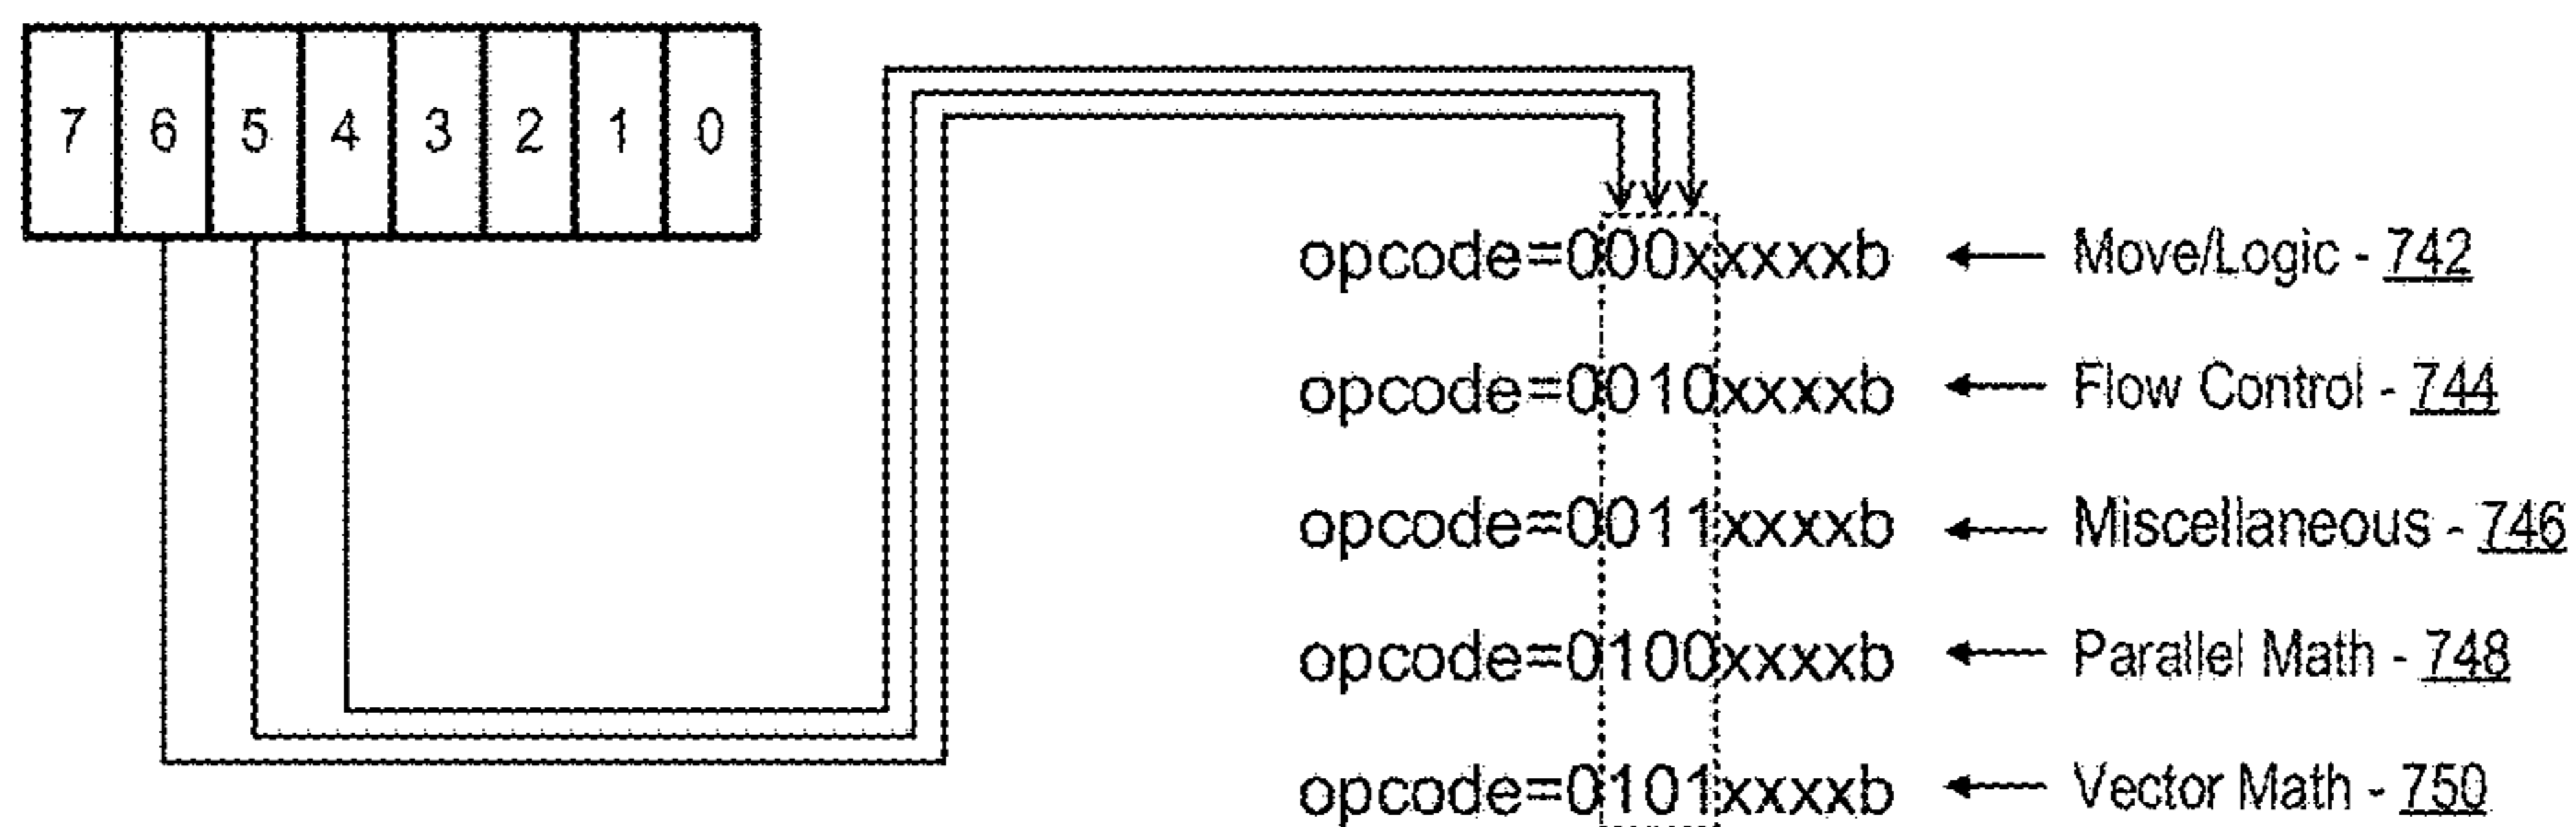 7 6 5 4 3 2 1 0
opcode=000xxxxxb ← Move/Logic - 742
opcode=0010xxxxb ← Flow Control - 744
opcode=0011xxxxb ← Miscellaneous - 746
opcode=0100xxxxb ← Parallel Math - 748
opcode=0101xxxxb ← Vector Math - 750